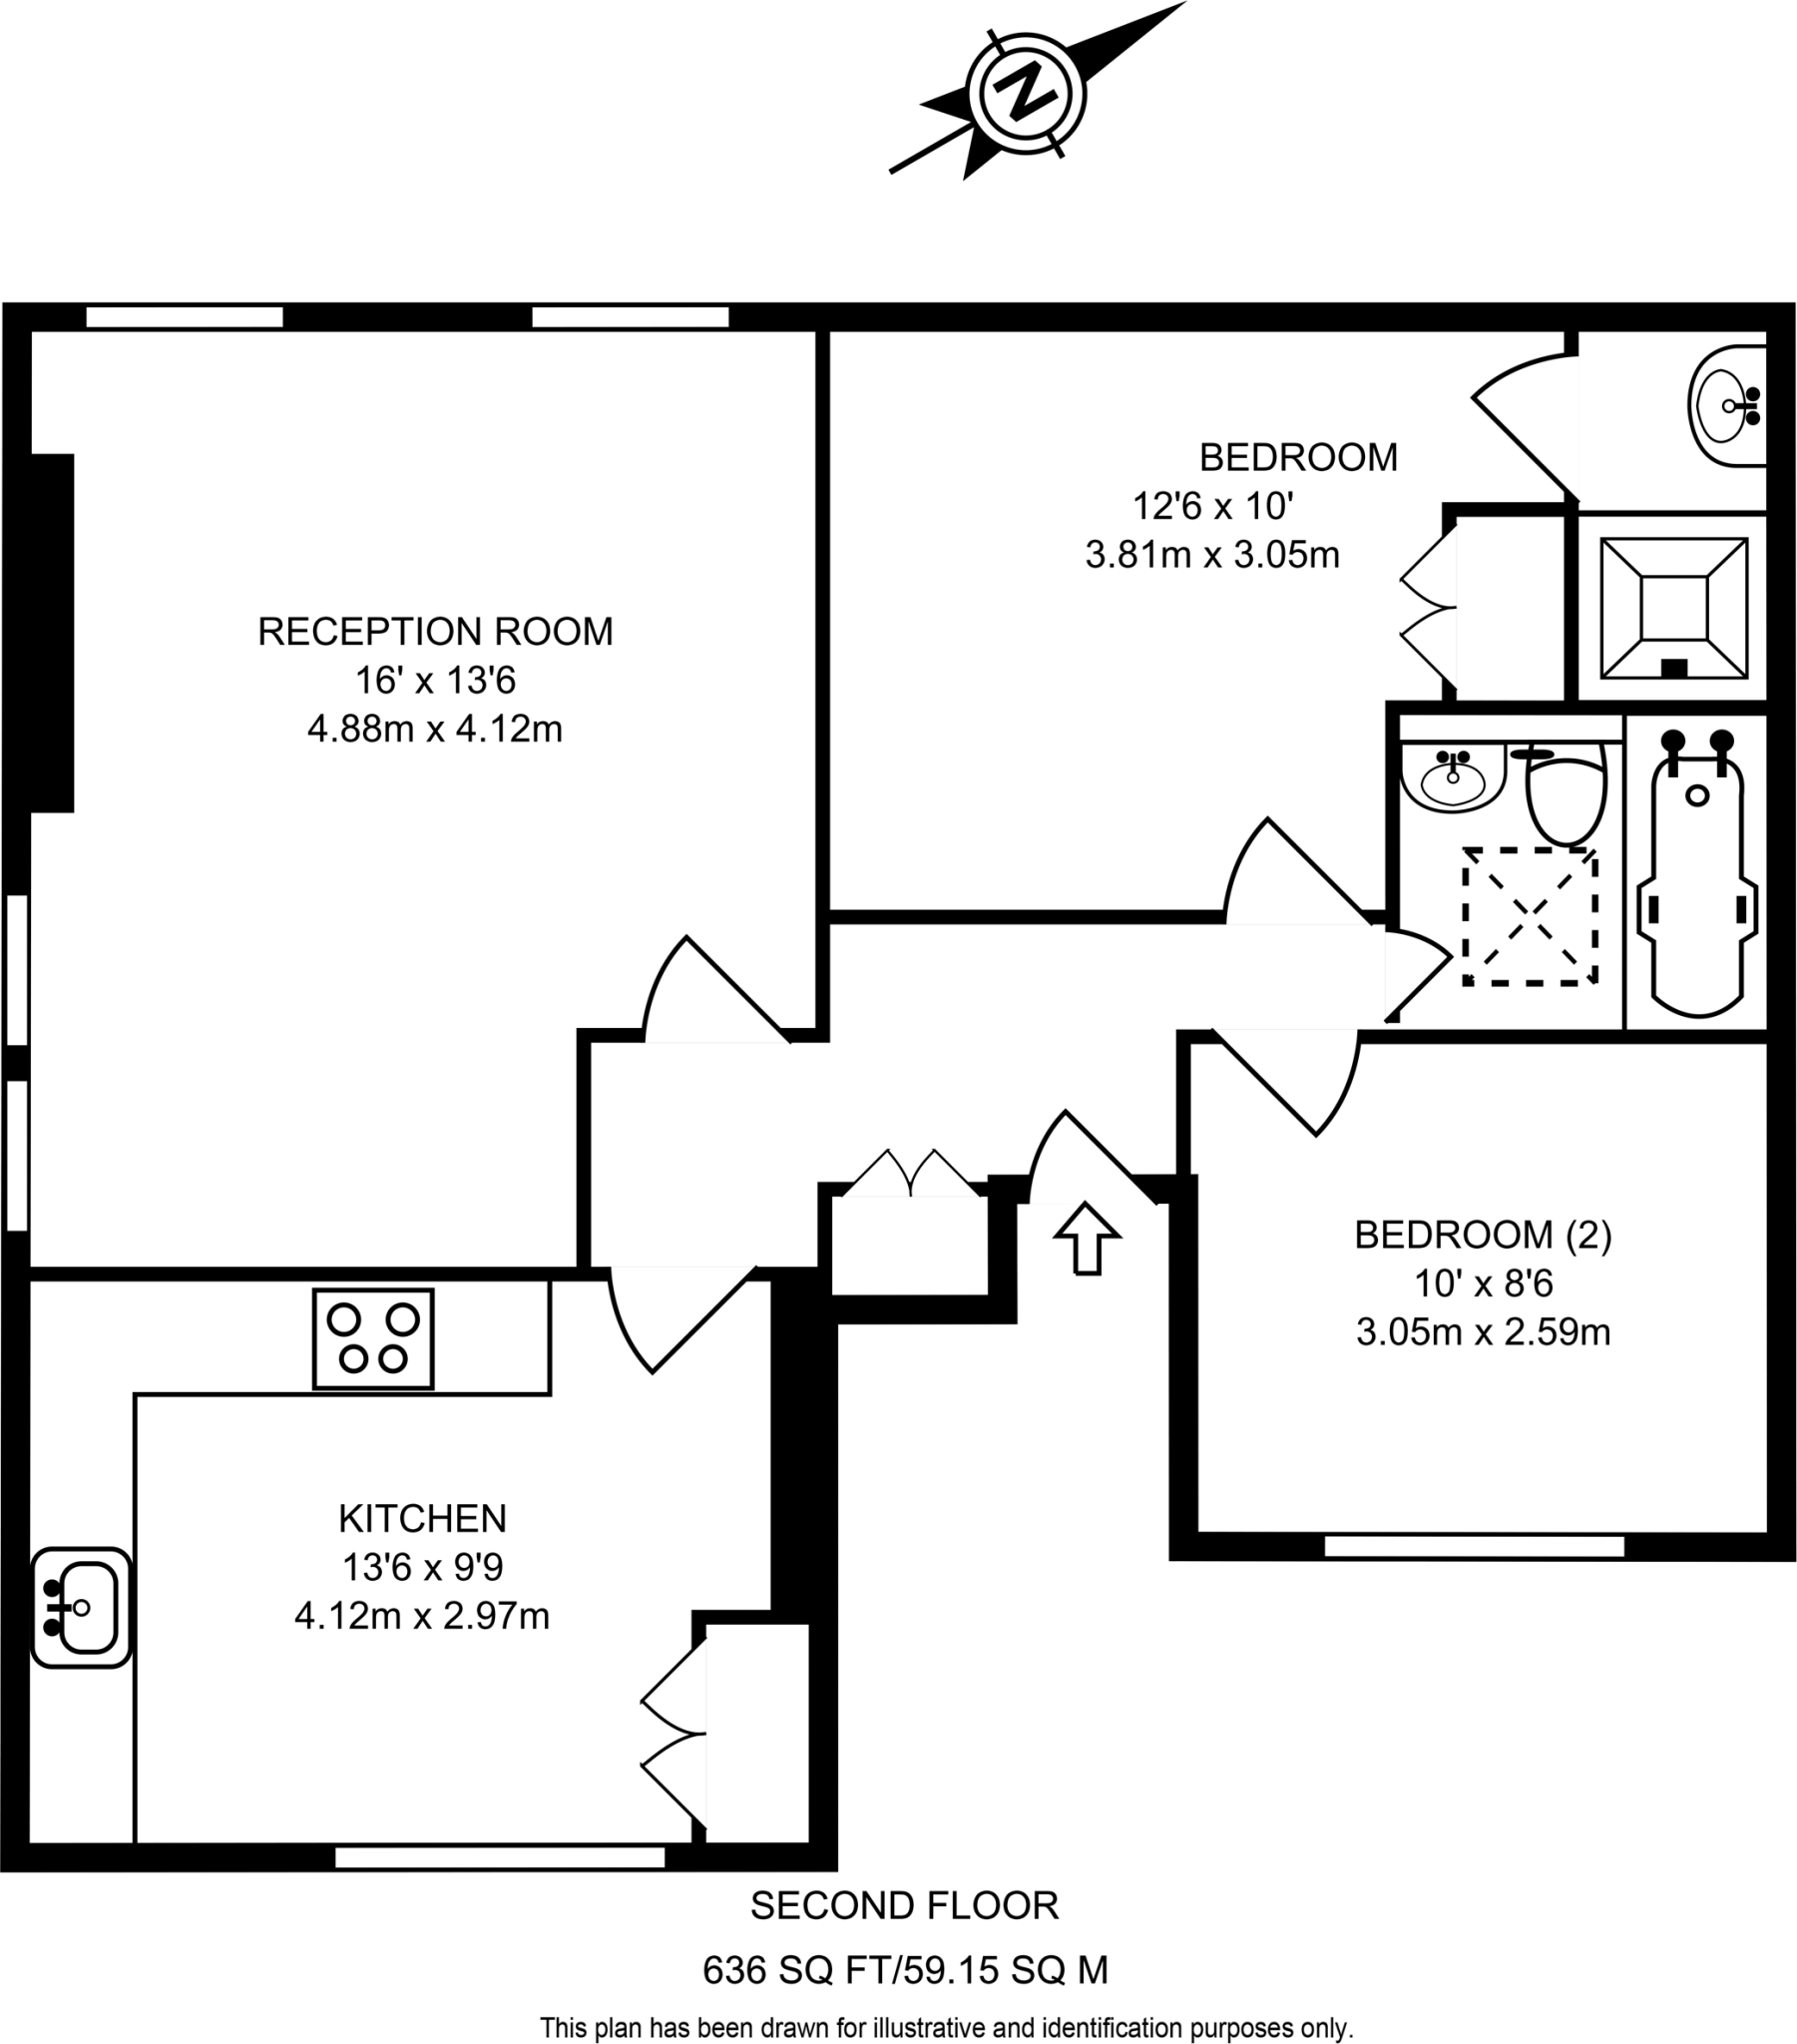 N
BEDROOM
12'6 x 10'
3.81m x 3.05m
RECEPTION ROOM
16' x 13'6
4.88m x 4.12m
BEDROOM (2)
10' x 8'6
3.05m x 2.59m
KITCHEN
13'6 x 9'9
4.12m x 2.97m
SECOND FLOOR
636 SQ FT/59.15 SQ M
This plan has been drawn for illustrative and identification purposes only.